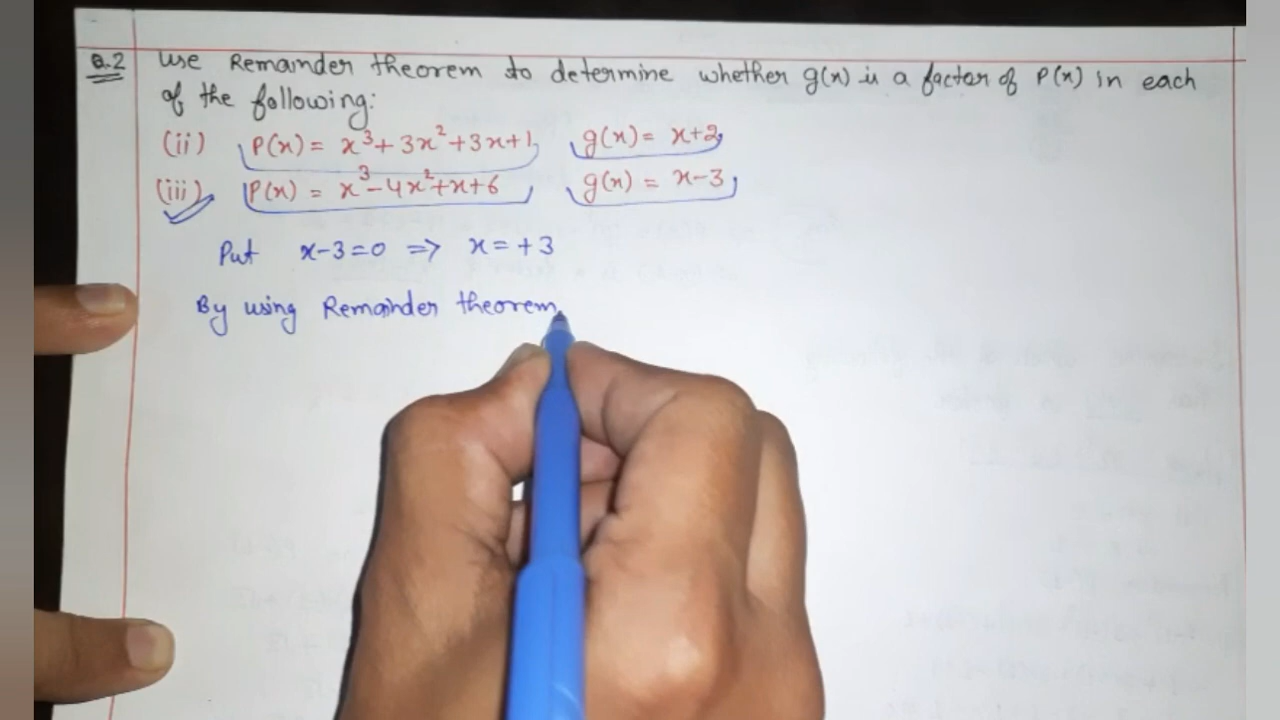 Q.2 Use Remainder theorem to determine whether g(x) is a factor of P(x) in each
of the following:
(ii) P(x) = x³+3x²+3x+1, g(x) = x+2,
(iii) P(x) = x³-4x²+x+6 g(x) = x-3,
Put x-3=0 => x=+3
By using Remainder theorem,